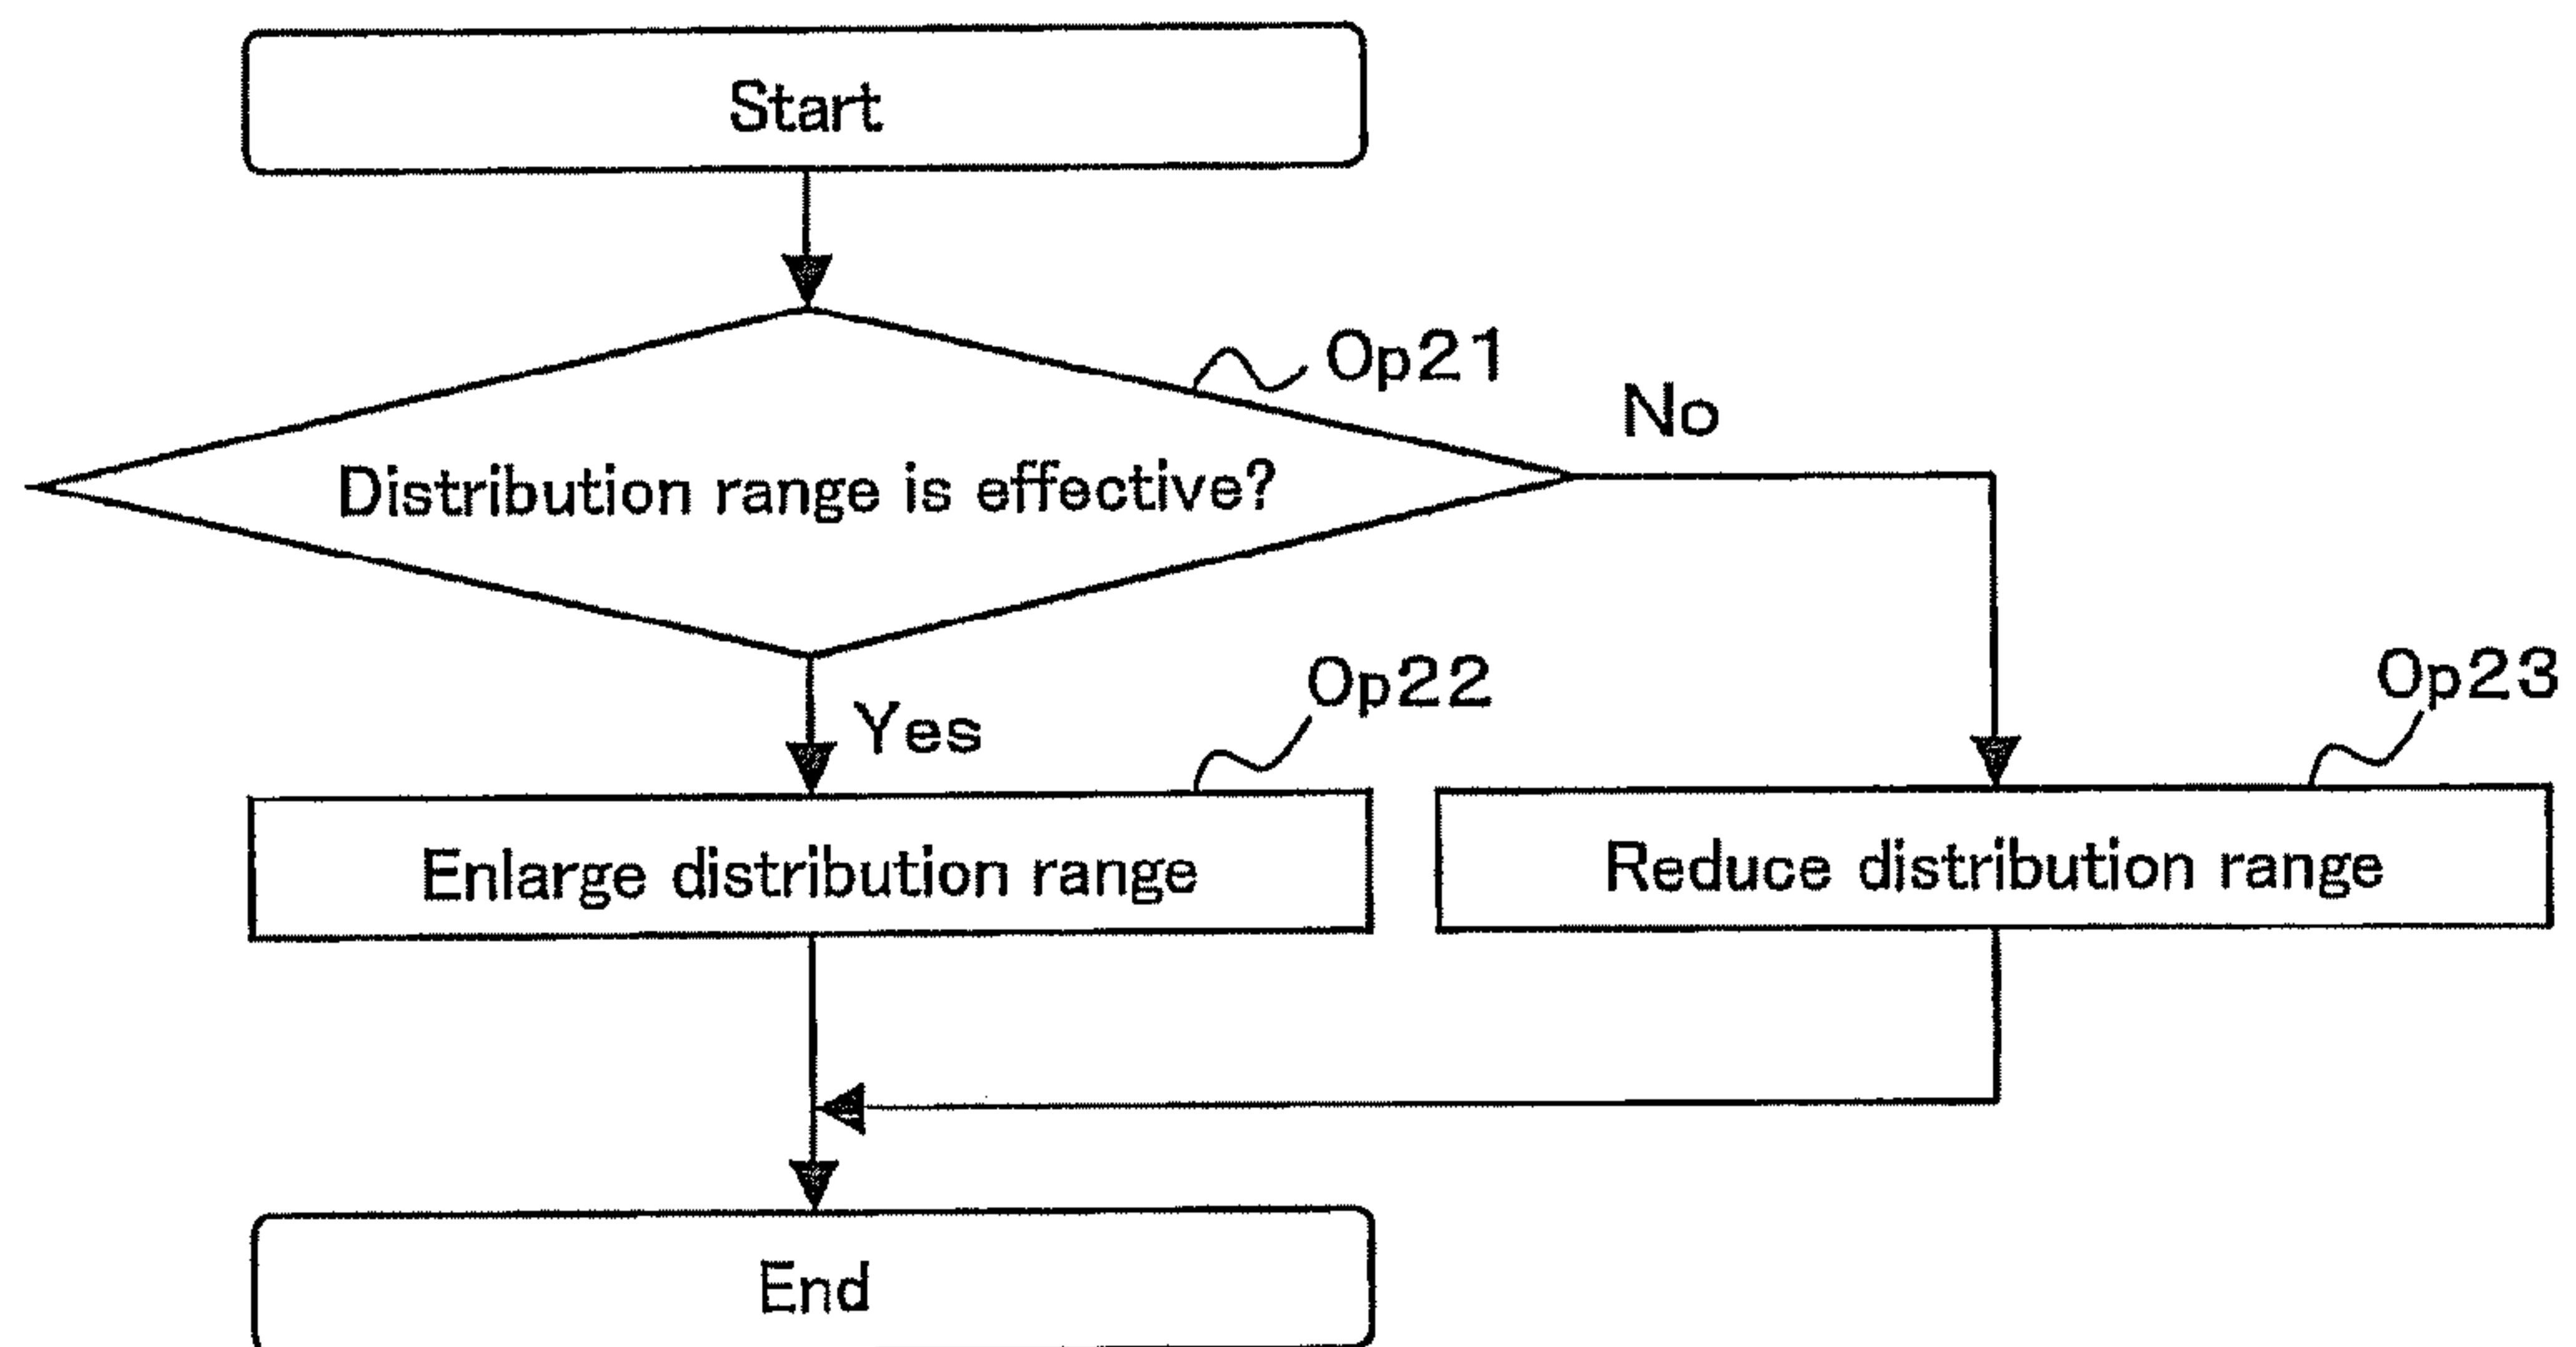 Start
Op21
No
Distribution range is effective?
Yes
Op22
Op23
Enlarge distribution range
Reduce distribution range
End